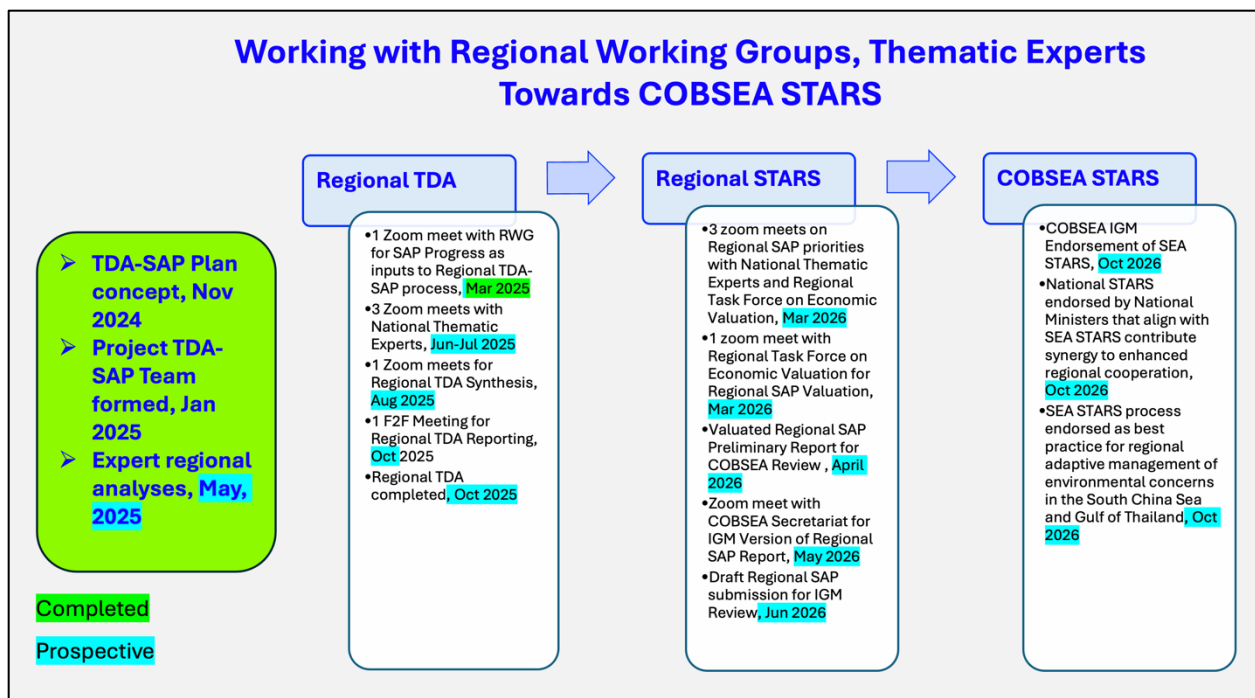 Working with Regional Working Groups, Thematic Experts
Towards COBSEA STARS
➢ TDA-SAP Plan
concept, Nov
2024
➢ Project TDA-
SAP Team
formed, Jan
2025
➢ Expert regional
analyses, May,
2025
Completed
Prospective
Regional TDA
•1 Zoom meet with RWG
for SAP Progress as
inputs to Regional TDA-
SAP process, Mar 2025
•3 Zoom meets with
National Thematic
Experts, Jun-Jul 2025
•1 Zoom meets for
Regional TDA Synthesis,
Aug 2025
•1 F2F Meeting for
Regional TDA Reporting,
Oct 2025
•Regional TDA
completed, Oct 2025
Regional STARS
•3 zoom meets on
Regional SAP priorities
with National Thematic
Experts and Regional
Task Force on Economic
Valuation, Mar 2026
•1 zoom meet with
Regional Task Force on
Economic Valuation for
Regional SAP Valuation,
Mar 2026
•Valuated Regional SAP
Preliminary Report for
COBSEA Review , April
2026
•Zoom meet with
COBSEA Secretariat for
IGM Version of Regional
SAP Report, May 2026
•Draft Regional SAP
submission for IGM
Review, Jun 2026
COBSEA STARS
•COBSEA IGM
Endorsement of SEA
STARS, Oct 2026
•National STARS
endorsed by National
Ministers that align with
SEA STARS contribute
synergy to enhanced
regional cooperation,
Oct 2026
•SEA STARS process
endorsed as best
practice for regional
adaptive management of
environmental concerns
in the South China Sea
and Gulf of Thailand, Oct
2026